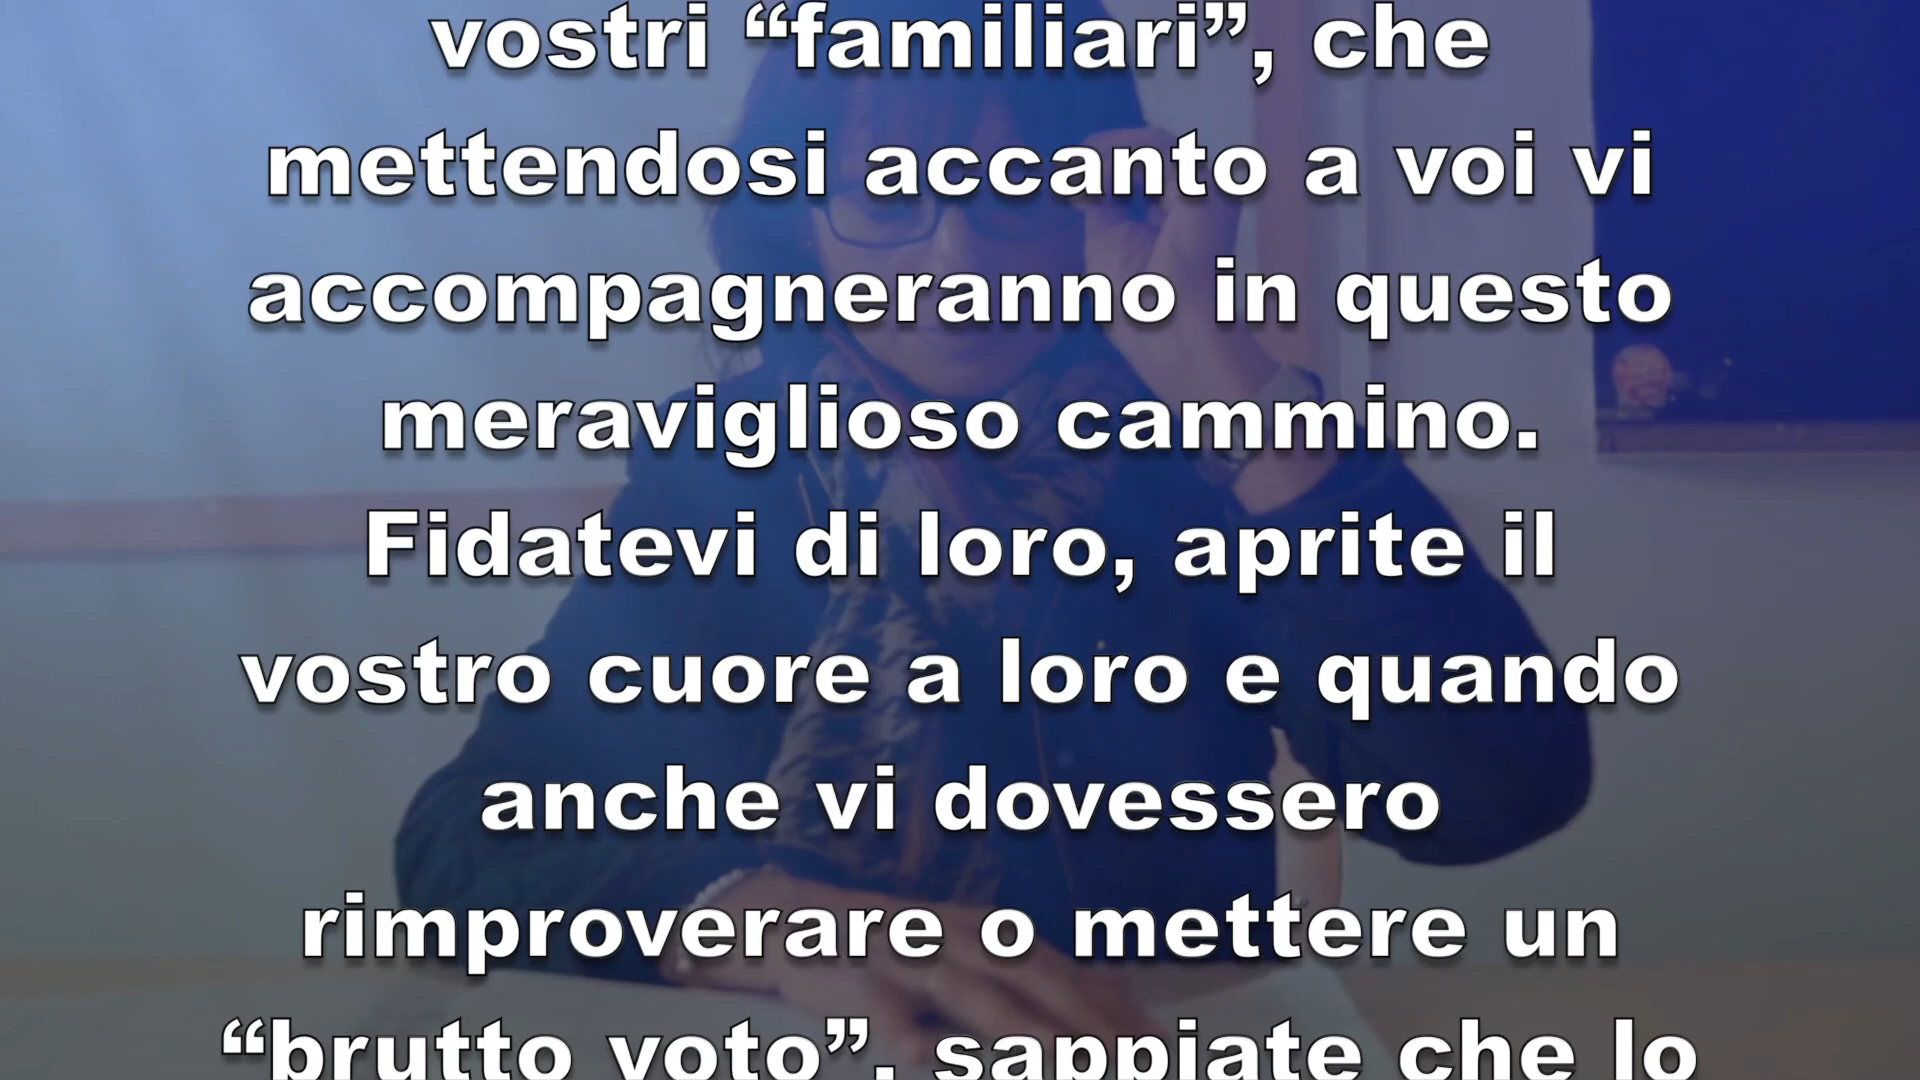 vostri “familiari”, che
mettendosi accanto a voi vi
accompagneranno in questo
meraviglioso cammino.
Fidatevi di loro, aprite il
vostro cuore a loro e quando
anche vi dovessero
rimproverare o mettere un
“brutto voto”, sappiate che lo